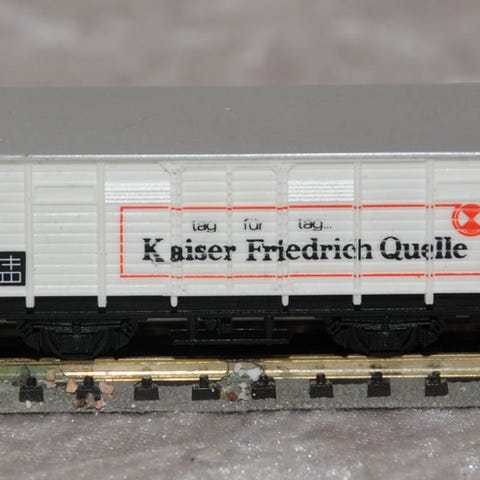 tag für tag...
Kaiser Friedrich Quelle